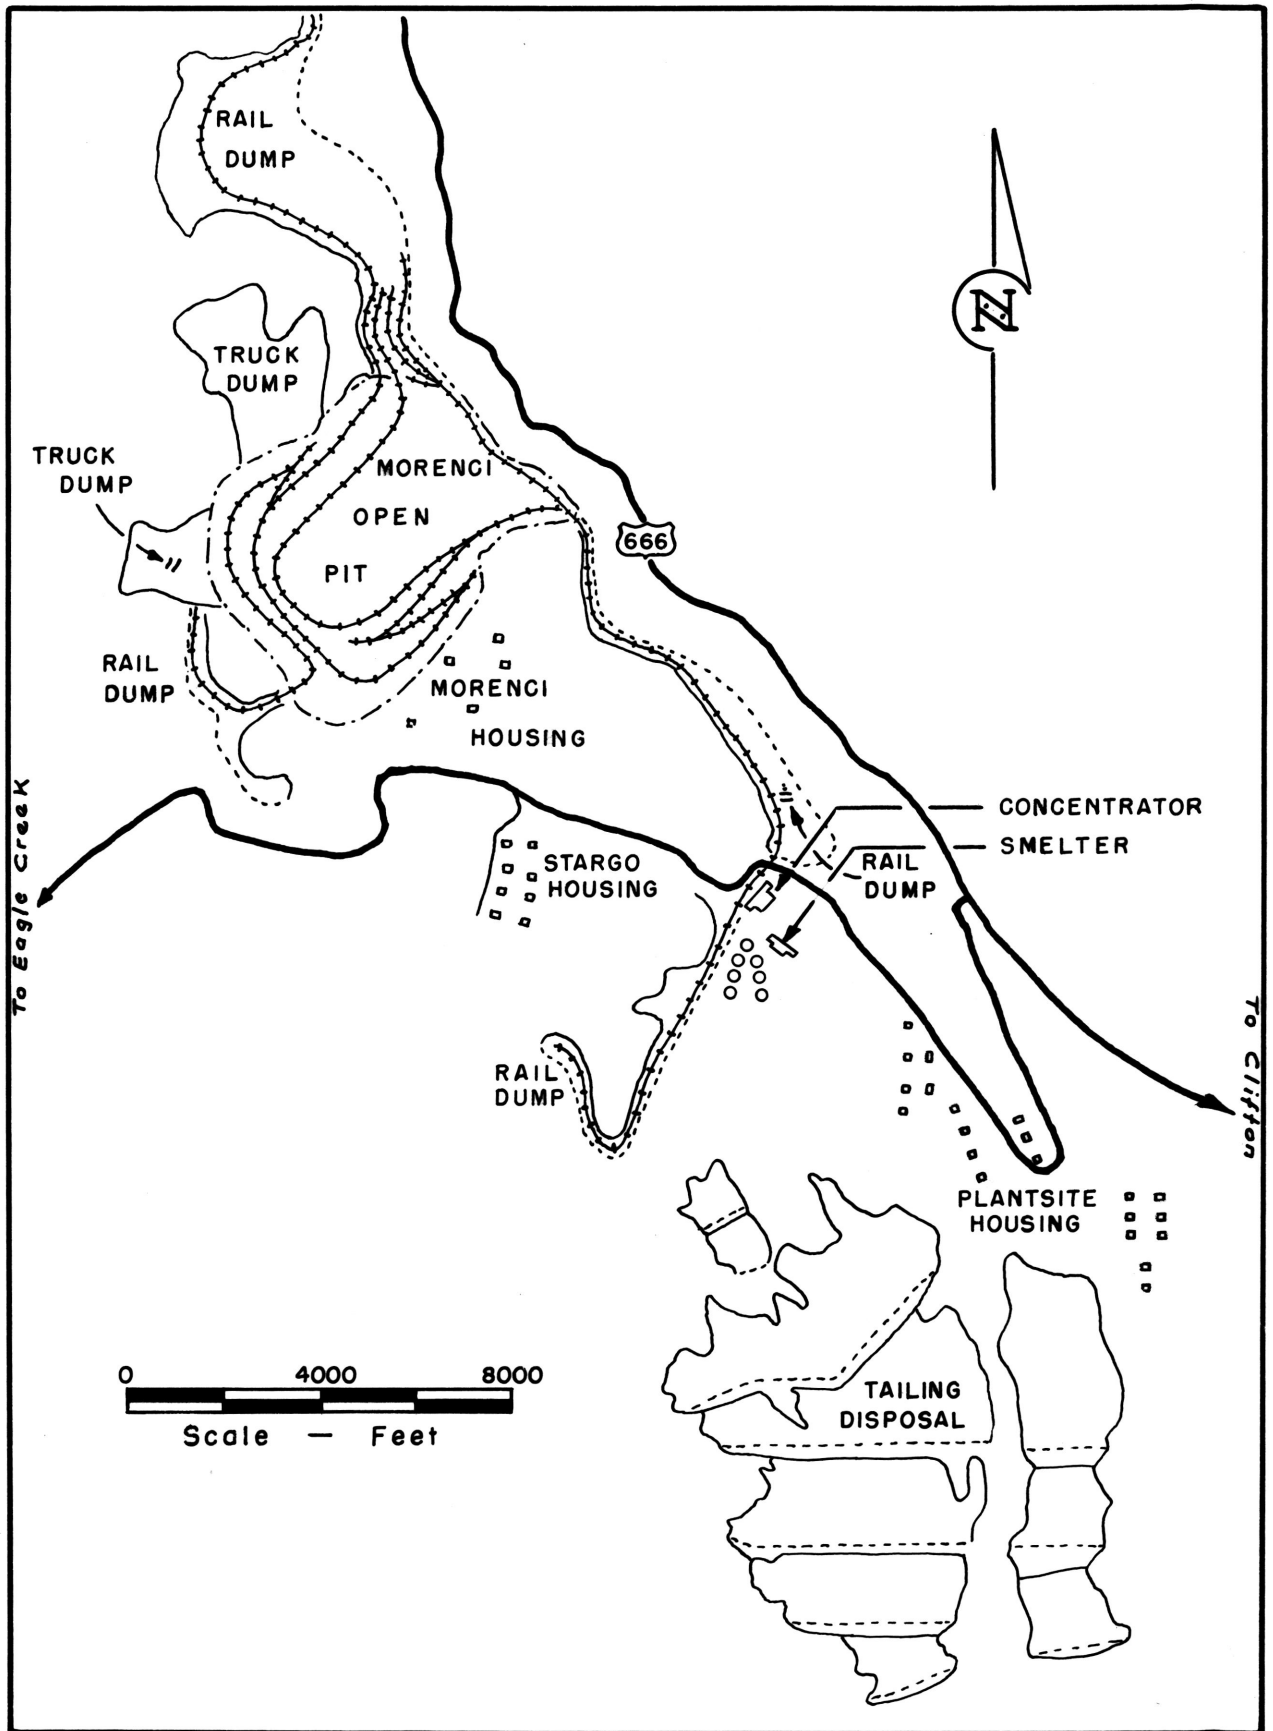 RAIL
DUMP
N
TRUCK
DUMP
TRUCK
DUMP
MORENCI
OPEN
PIT
666
RAIL
DUMP
MORENCI
HOUSING
To Eagle Creek
CONCENTRATOR
SMELTER
STARGO
HOUSING
RAIL
DUMP
To Clifton
RAIL
DUMP
PLANTSITE
HOUSING
0 4000 8000
Scale — Feet
TAILING
DISPOSAL